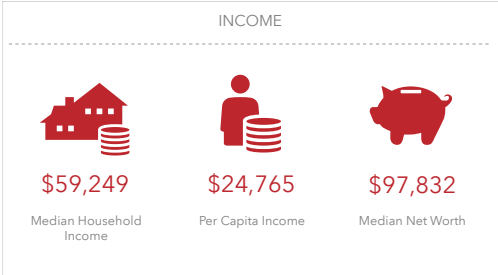 INCOME
$59,249
$24,765
$97,832
Median Household
Income
Per Capita Income
Median Net Worth